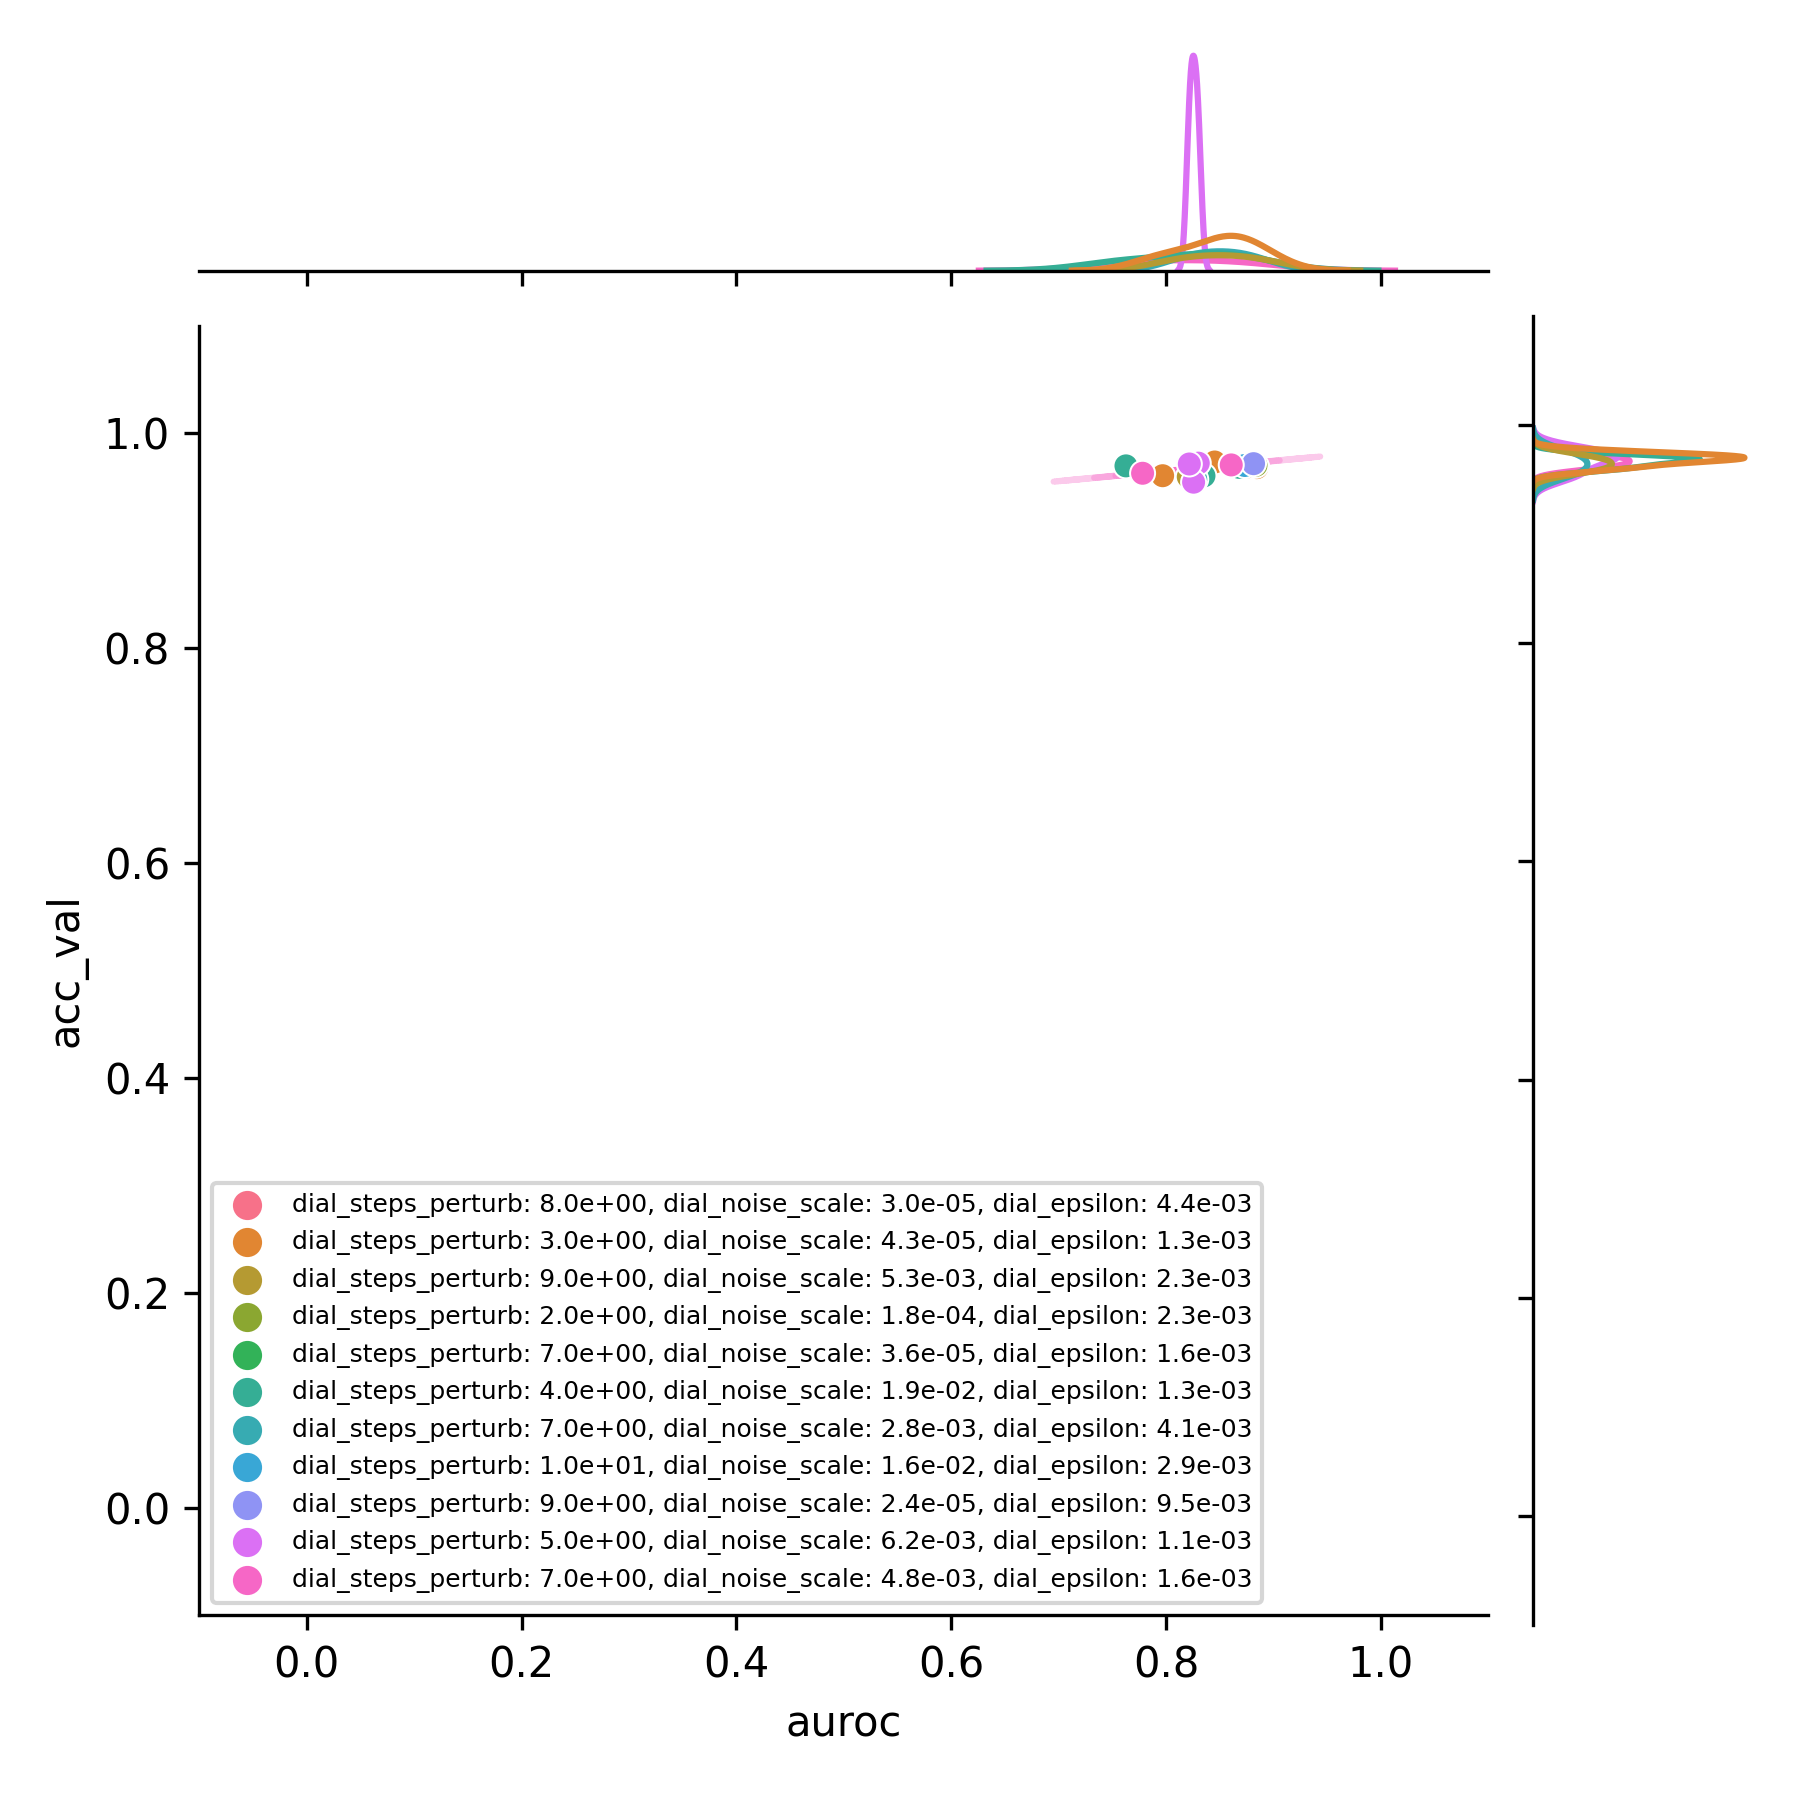 1.0
0.8
0.6
0.4
0.2
0.0
acc_val
dial_steps_perturb: 8.0e+00, dial_noise_scale: 3.0e-05, dial_epsilon: 4.4e-03
dial_steps_perturb: 3.0e+00, dial_noise_scale: 4.3e-05, dial_epsilon: 1.3e-03
dial_steps_perturb: 9.0e+00, dial_noise_scale: 5.3e-03, dial_epsilon: 2.3e-03
dial_steps_perturb: 2.0e+00, dial_noise_scale: 1.8e-04, dial_epsilon: 2.3e-03
dial_steps_perturb: 7.0e+00, dial_noise_scale: 3.6e-05, dial_epsilon: 1.6e-03
dial_steps_perturb: 4.0e+00, dial_noise_scale: 1.9e-02, dial_epsilon: 1.3e-03
dial_steps_perturb: 7.0e+00, dial_noise_scale: 2.8e-03, dial_epsilon: 4.1e-03
dial_steps_perturb: 1.0e+01, dial_noise_scale: 1.6e-02, dial_epsilon: 2.9e-03
dial_steps_perturb: 9.0e+00, dial_noise_scale: 2.4e-05, dial_epsilon: 9.5e-03
dial_steps_perturb: 5.0e+00, dial_noise_scale: 6.2e-03, dial_epsilon: 1.1e-03
dial_steps_perturb: 7.0e+00, dial_noise_scale: 4.8e-03, dial_epsilon: 1.6e-03
0.0 0.2 0.4 0.6 0.8 1.0
auroc